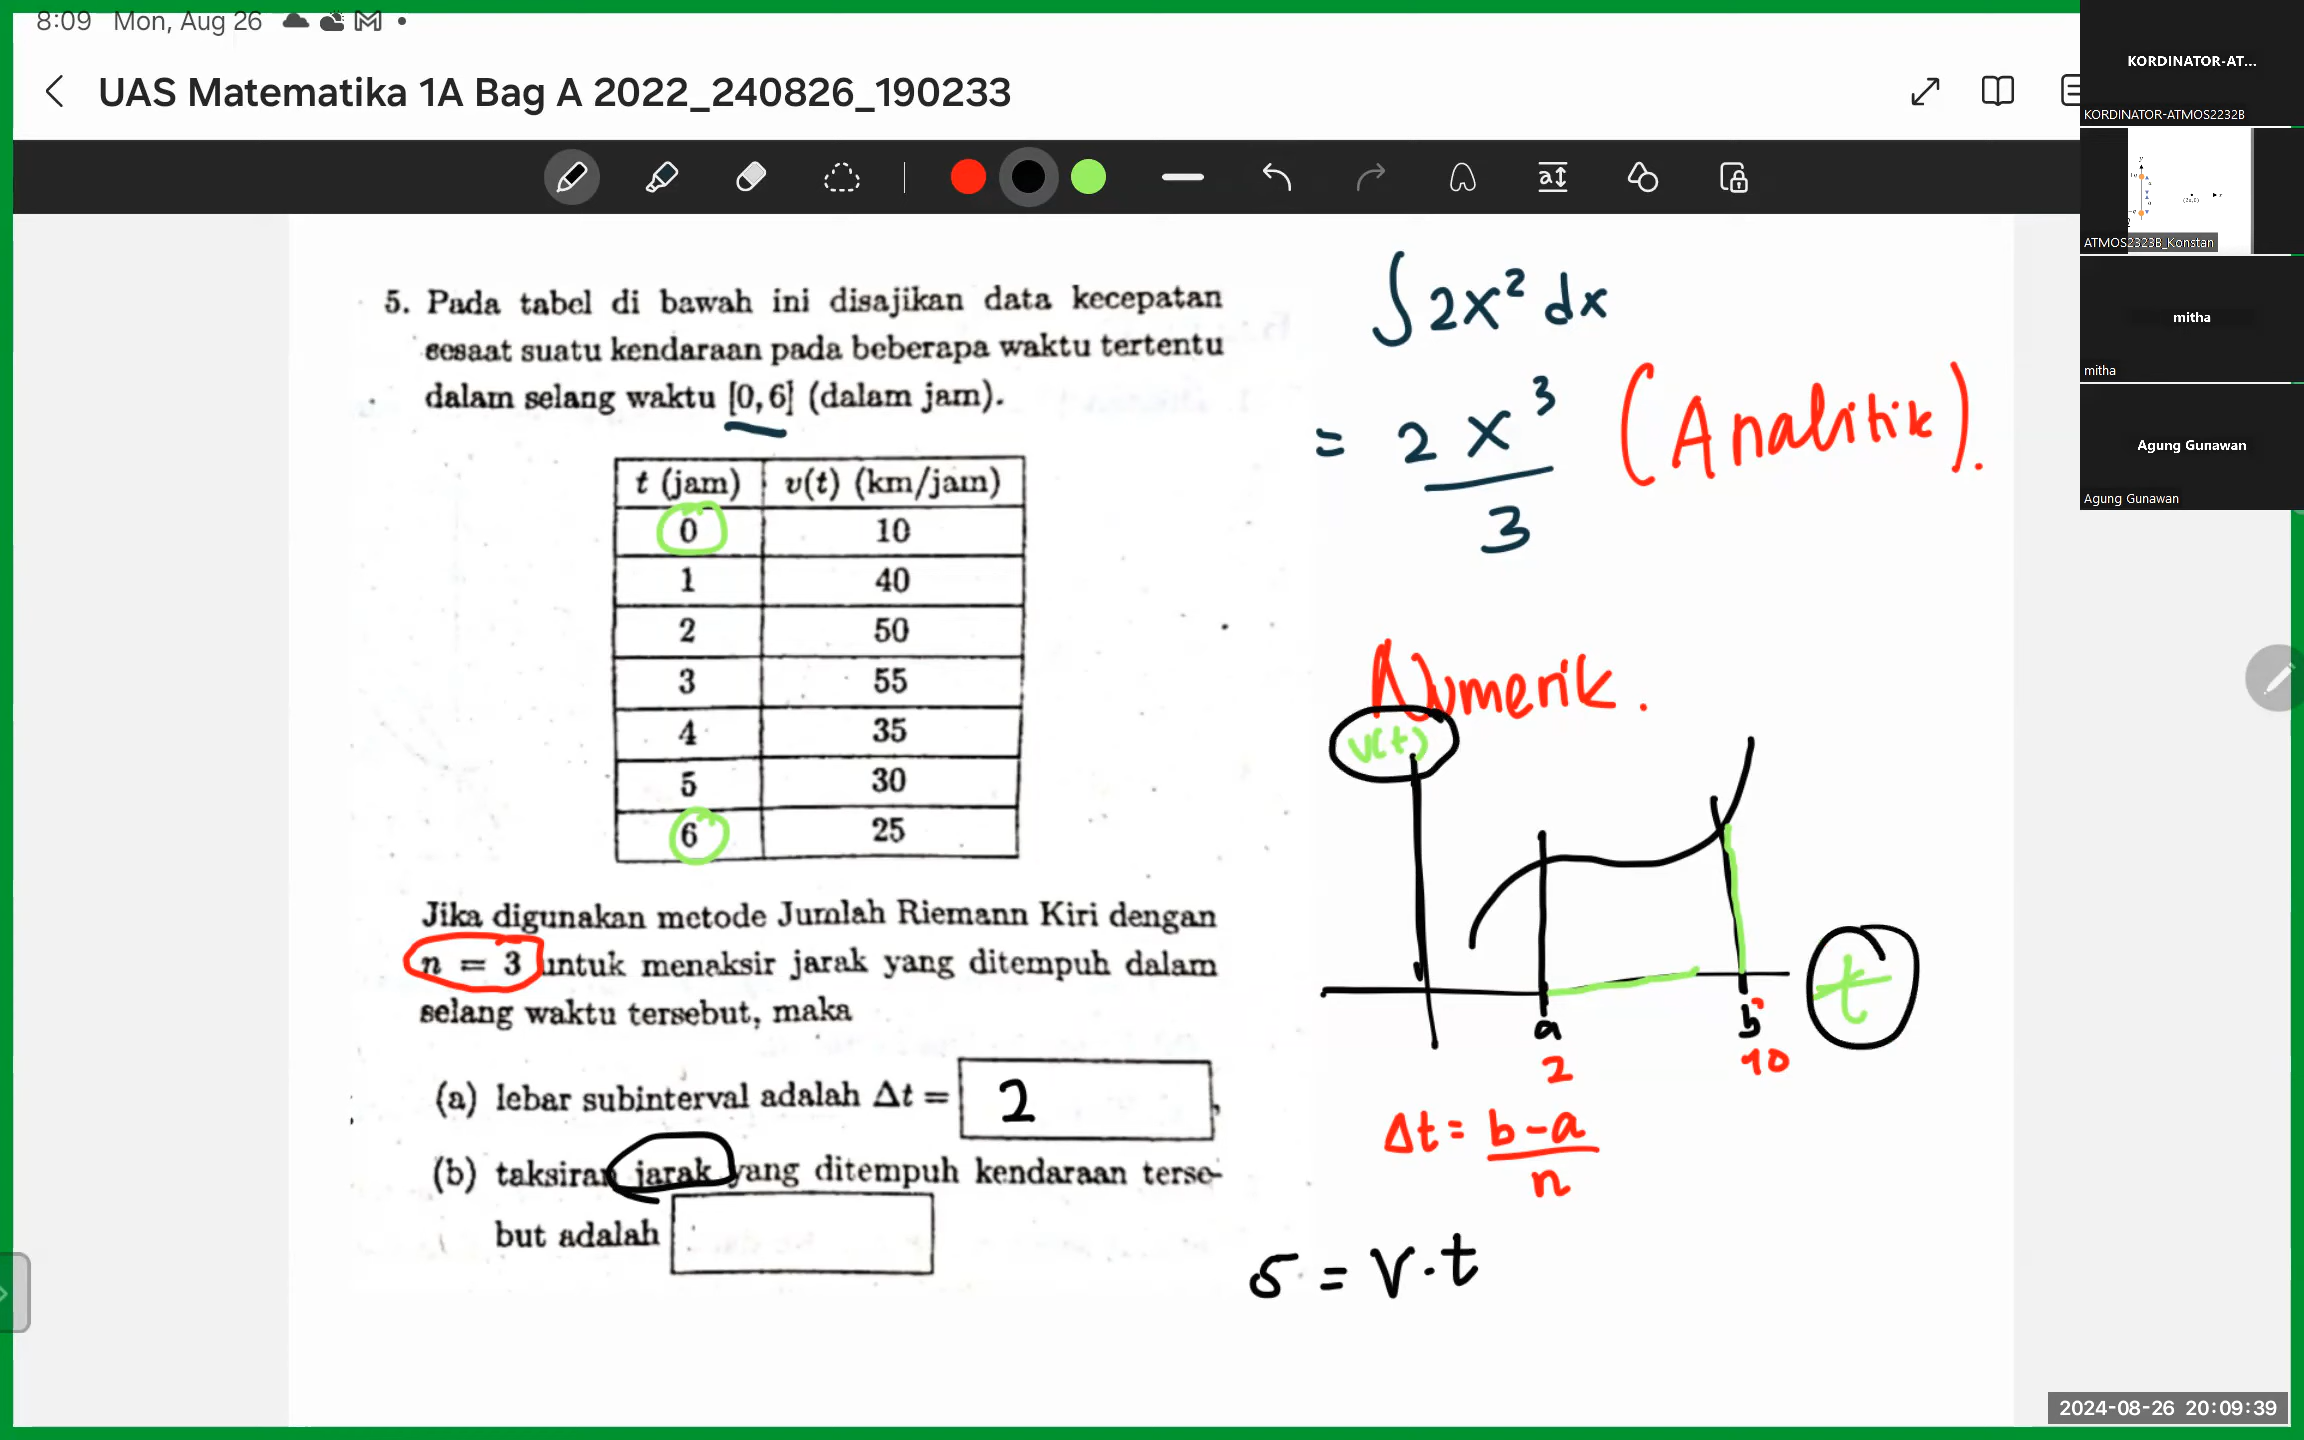 8:09 Mon, Aug 26
UAS Matematika 1A Bag A 2022_240826_190233
KORDINATOR-AT...
KORDINATOR-ATMOS2232B
ATMOS2323B_Konstan
mitha
mitha
Agung Gunawan
Agung Gunawan
5. Pada tabel di bawah ini disajikan data kecepatan
sesaat suatu kendaraan pada beberapa waktu tertentu
dalam selang waktu [0, 6] (dalam jam).
t (jam) v(t) (km/jam)
0 10
1 40
2 50
3 55
4 35
5 30
6 25
Jika digunakan metode Jumlah Riemann Kiri dengan
n = 3 untuk menaksir jarak yang ditempuh dalam
selang waktu tersebut, maka
(a) lebar subinterval adalah Δt = 2,
(b) taksiran jarak yang ditempuh kendaraan terse-
but adalah
∫ 2x² dx
= 2x³/3 (Analitik).
Numerik.
v(t)
t
a b
2 10
Δt = b-a/n
s = v·t
2024-08-26 20:09:39